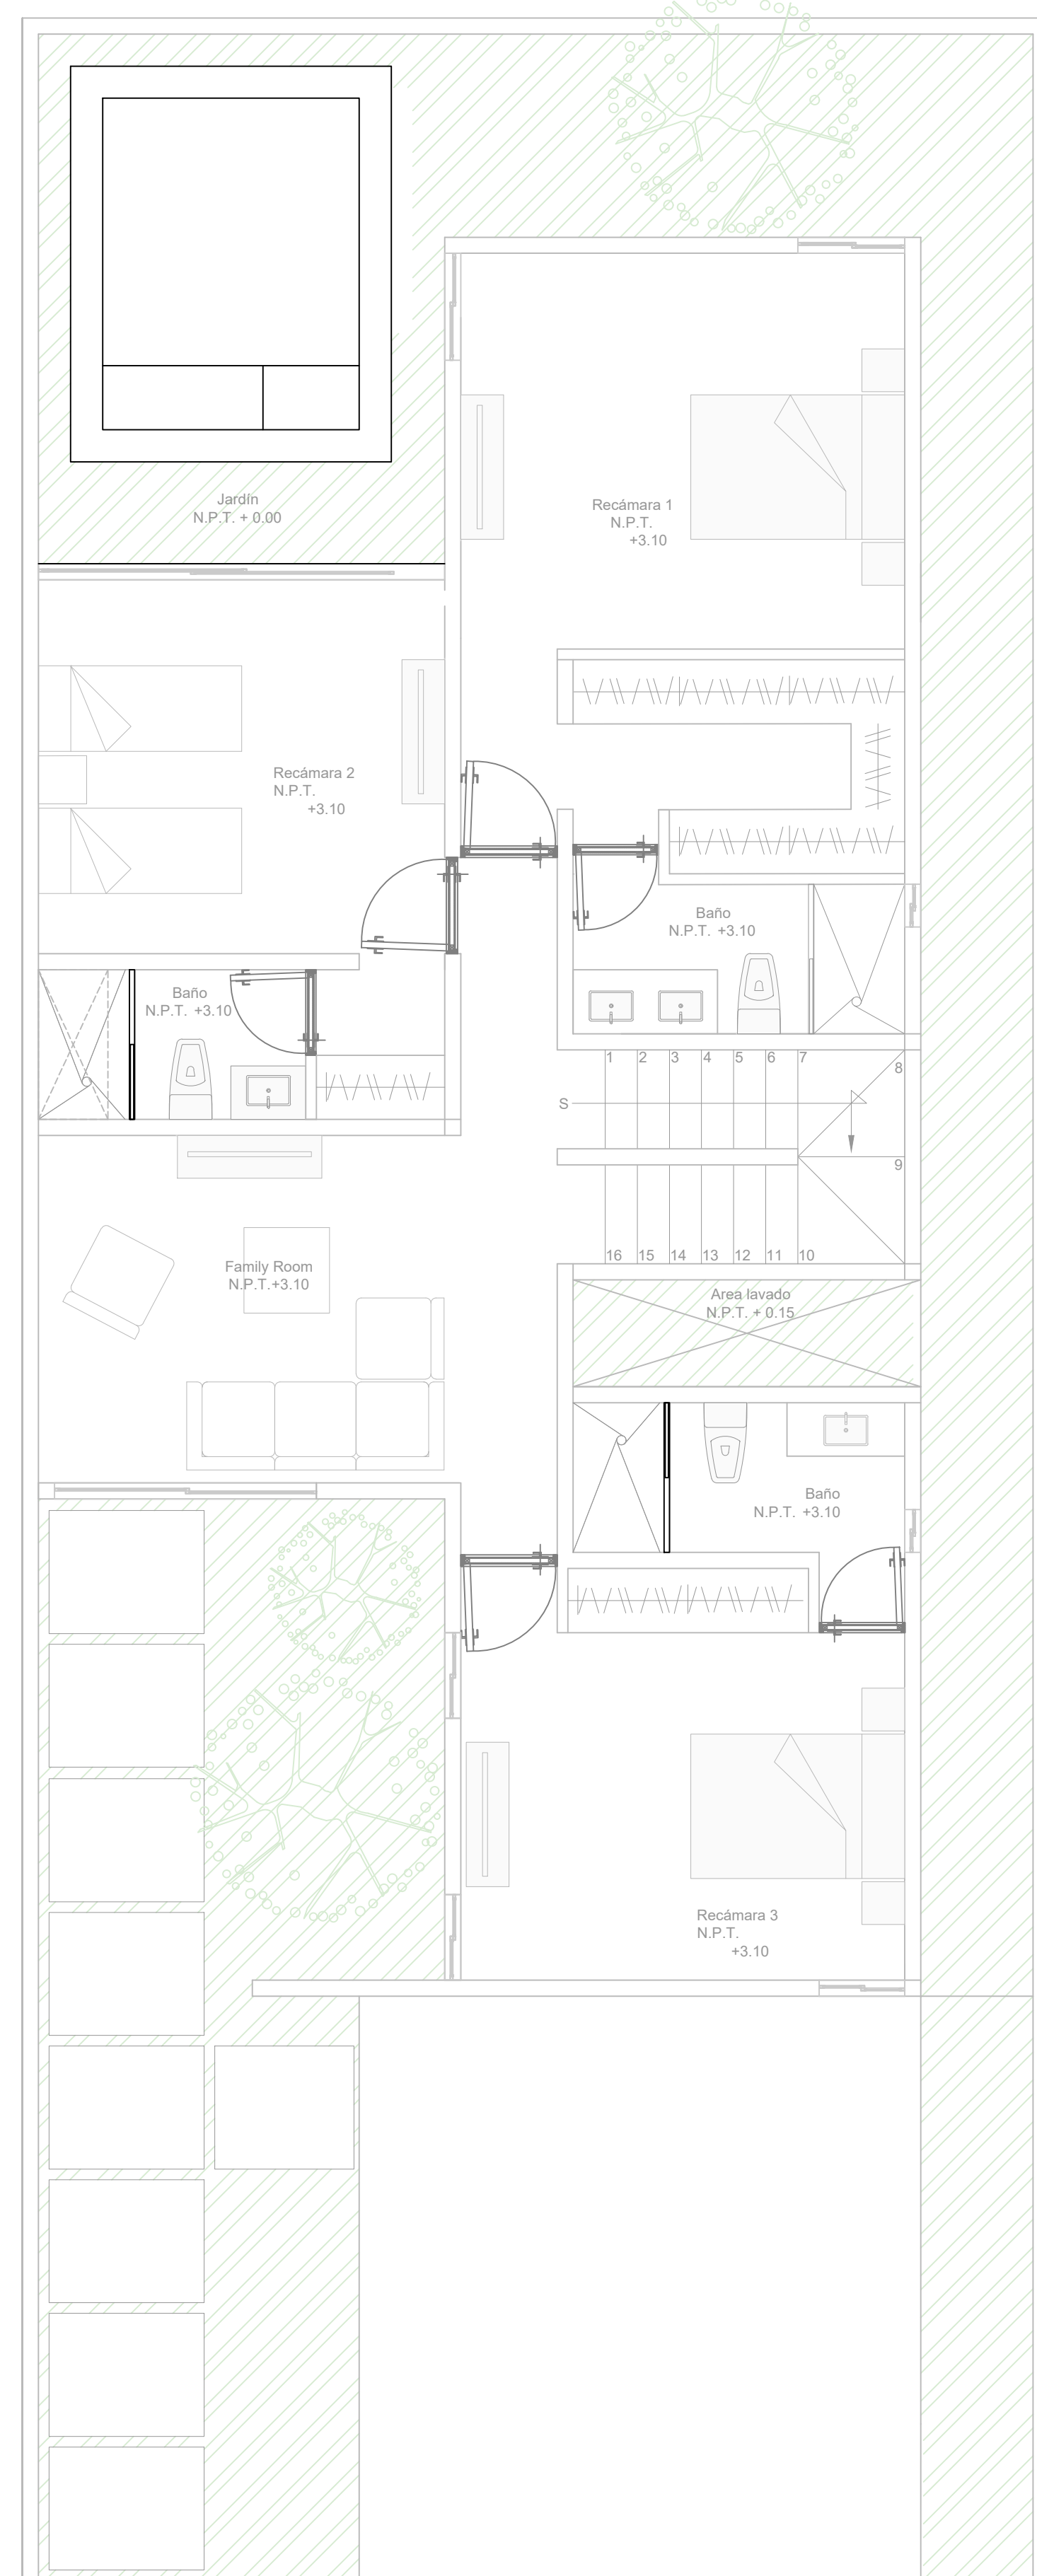 Jardín
N.P.T. + 0.00
Recámara 1
N.P.T.
+3.10
Recámara 2
N.P.T.
+3.10
Baño
N.P.T. +3.10
Baño
N.P.T. +3.10
1 2 3 4 5 6 7
8
S
9
16 15 14 13 12 11 10
Family Room
N.P.T.+3.10
Area lavado
N.P.T. + 0.15
Baño
N.P.T. +3.10
Recámara 3
N.P.T.
+3.10